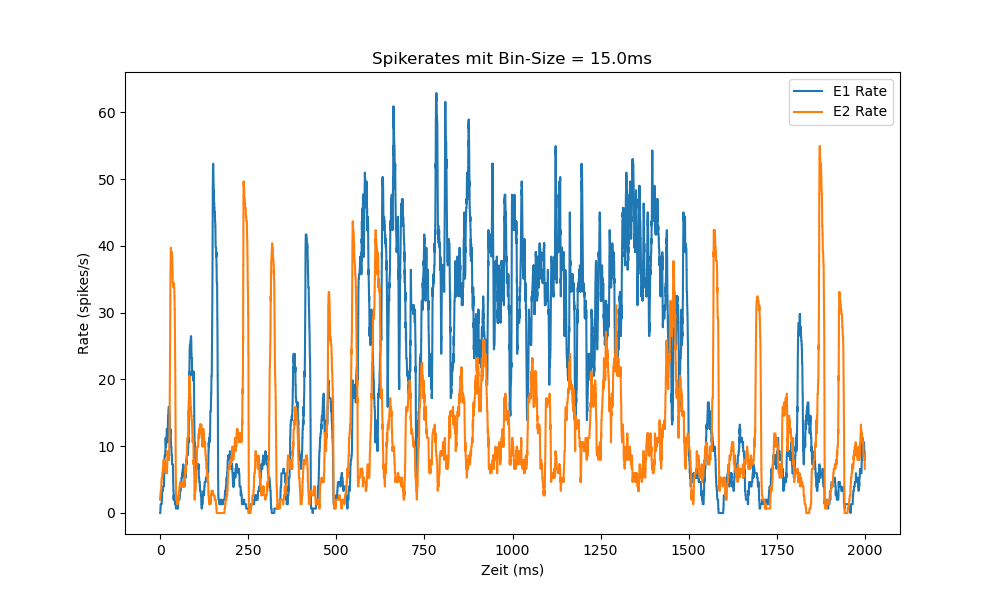 Spikerates mit Bin-Size = 15.0ms
E1 Rate
E2 Rate
Rate (spikes/s)
60
50
40
30
20
10
0
0 250 500 750 1000 1250 1500 1750 2000
Zeit (ms)